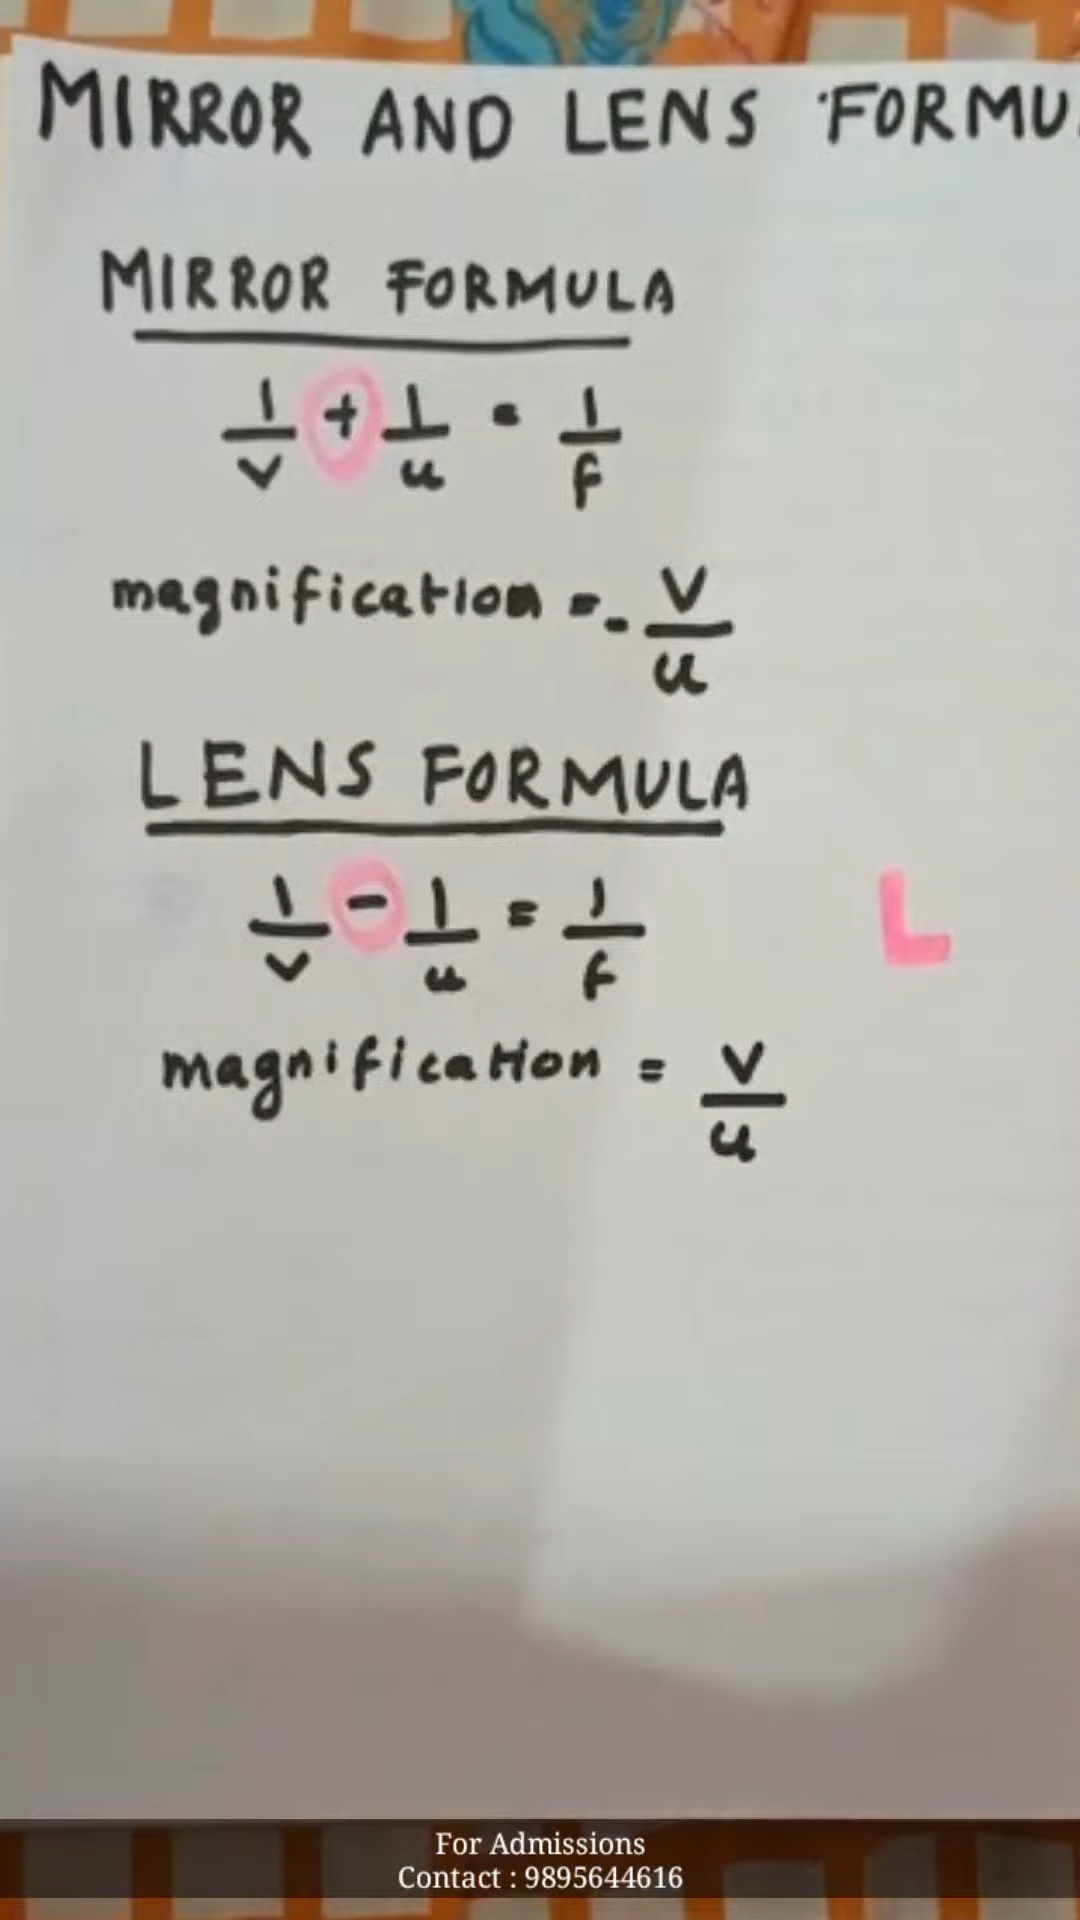 MIRROR AND LENS FORMU
MIRROR FORMULA
1/v + 1/u = 1/f
magnification = - v/u
LENS FORMULA
1/v - 1/u = 1/f
L
magnification = v/u
For Admissions
Contact : 9895644616